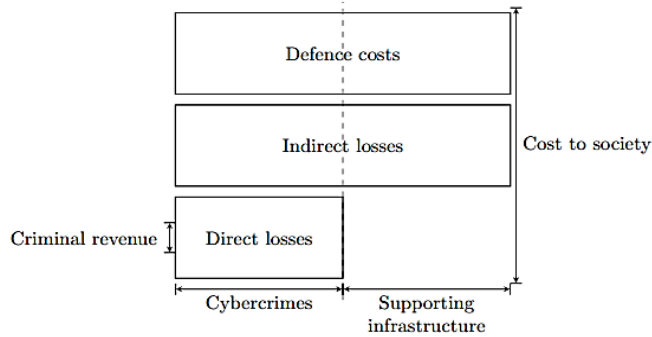 Defence costs
Indirect losses
Cost to society
Criminal revenue
Direct losses
Cybercrimes
Supporting
infrastructure